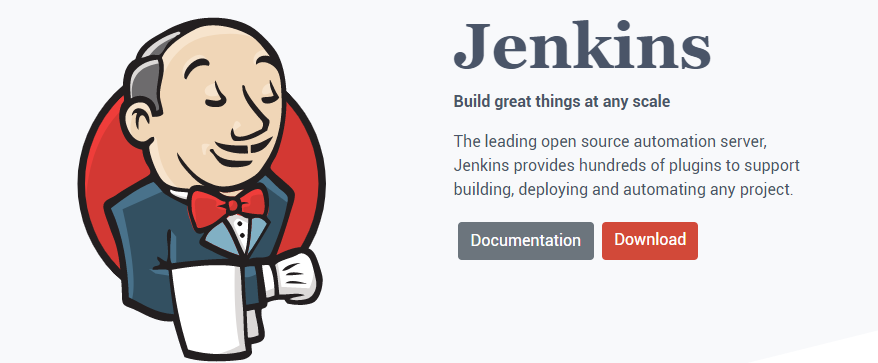 Jenkins
Build great things at any scale
The leading open source automation server,
Jenkins provides hundreds of plugins to support
building, deploying and automating any project.
Documentation Download